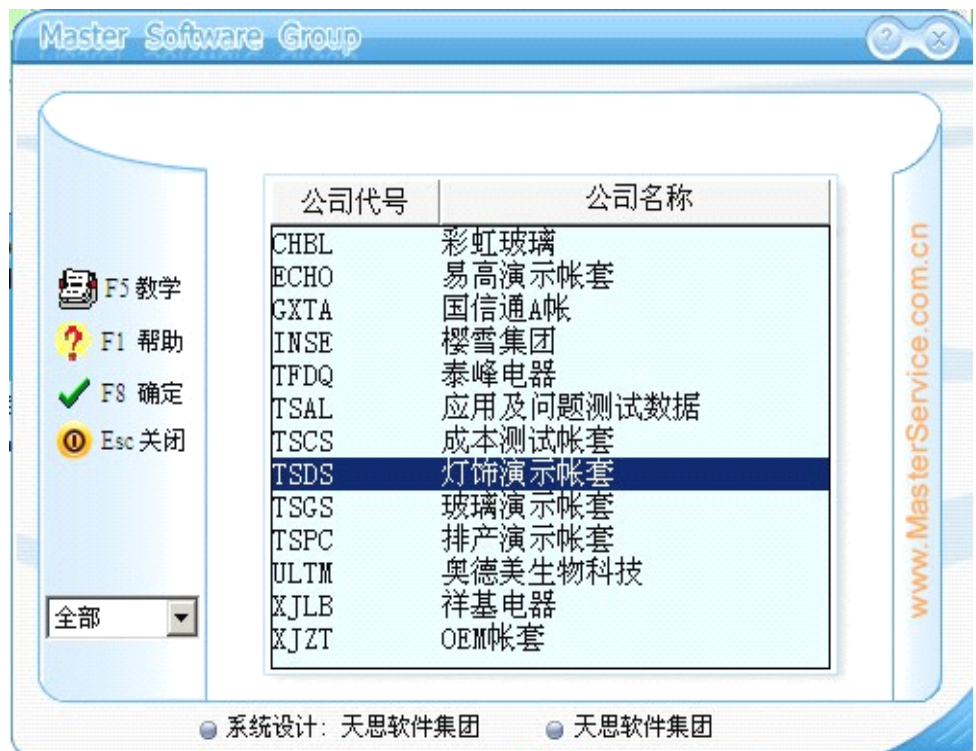 Master Software Group
公司代号 公司名称
CHBL 彩虹玻璃
ECHO 易高演示帐套
GXTA 国信通A帐
INSE 樱雪集团
TFDQ 泰峰电器
TSAL 应用及问题测试数据
TSCS 成本测试帐套
TSDS 灯饰演示帐套
TSGS 玻璃演示帐套
TSPC 排产演示帐套
ULTM 奥德美生物科技
XJLB 祥基电器
XJZT OEM帐套
F5 教学
F1 帮助
F8 确定
Esc 关闭
全部
www.MasterService.com.cn
系统设计：天思软件集团 天思软件集团